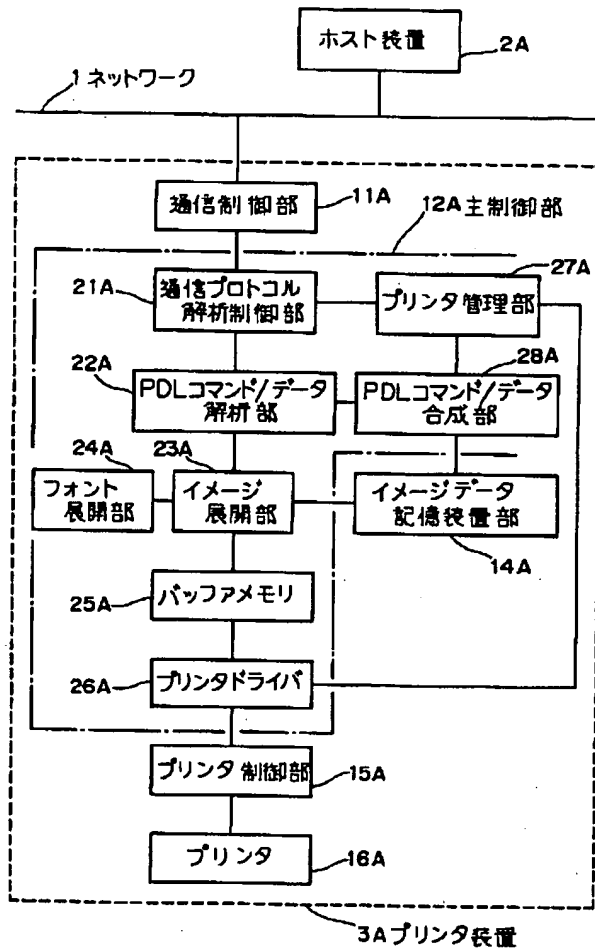 ホスト装置
2A
1 ネットワーク
通信制御部
11A
12A 主制御部
27A
21A
通信プロトコル
解析制御部
プリンタ管理部
22A
28A
PDLコマンド/データ
解析部
PDLコマンド/データ
合成部
24A
23A
フォント
展開部
イメージ
展開部
イメージデータ
記憶装置部
14A
25A
バッファメモリ
26A
プリンタドライバ
プリンタ制御部
15A
プリンタ
16A
3A プリンタ装置